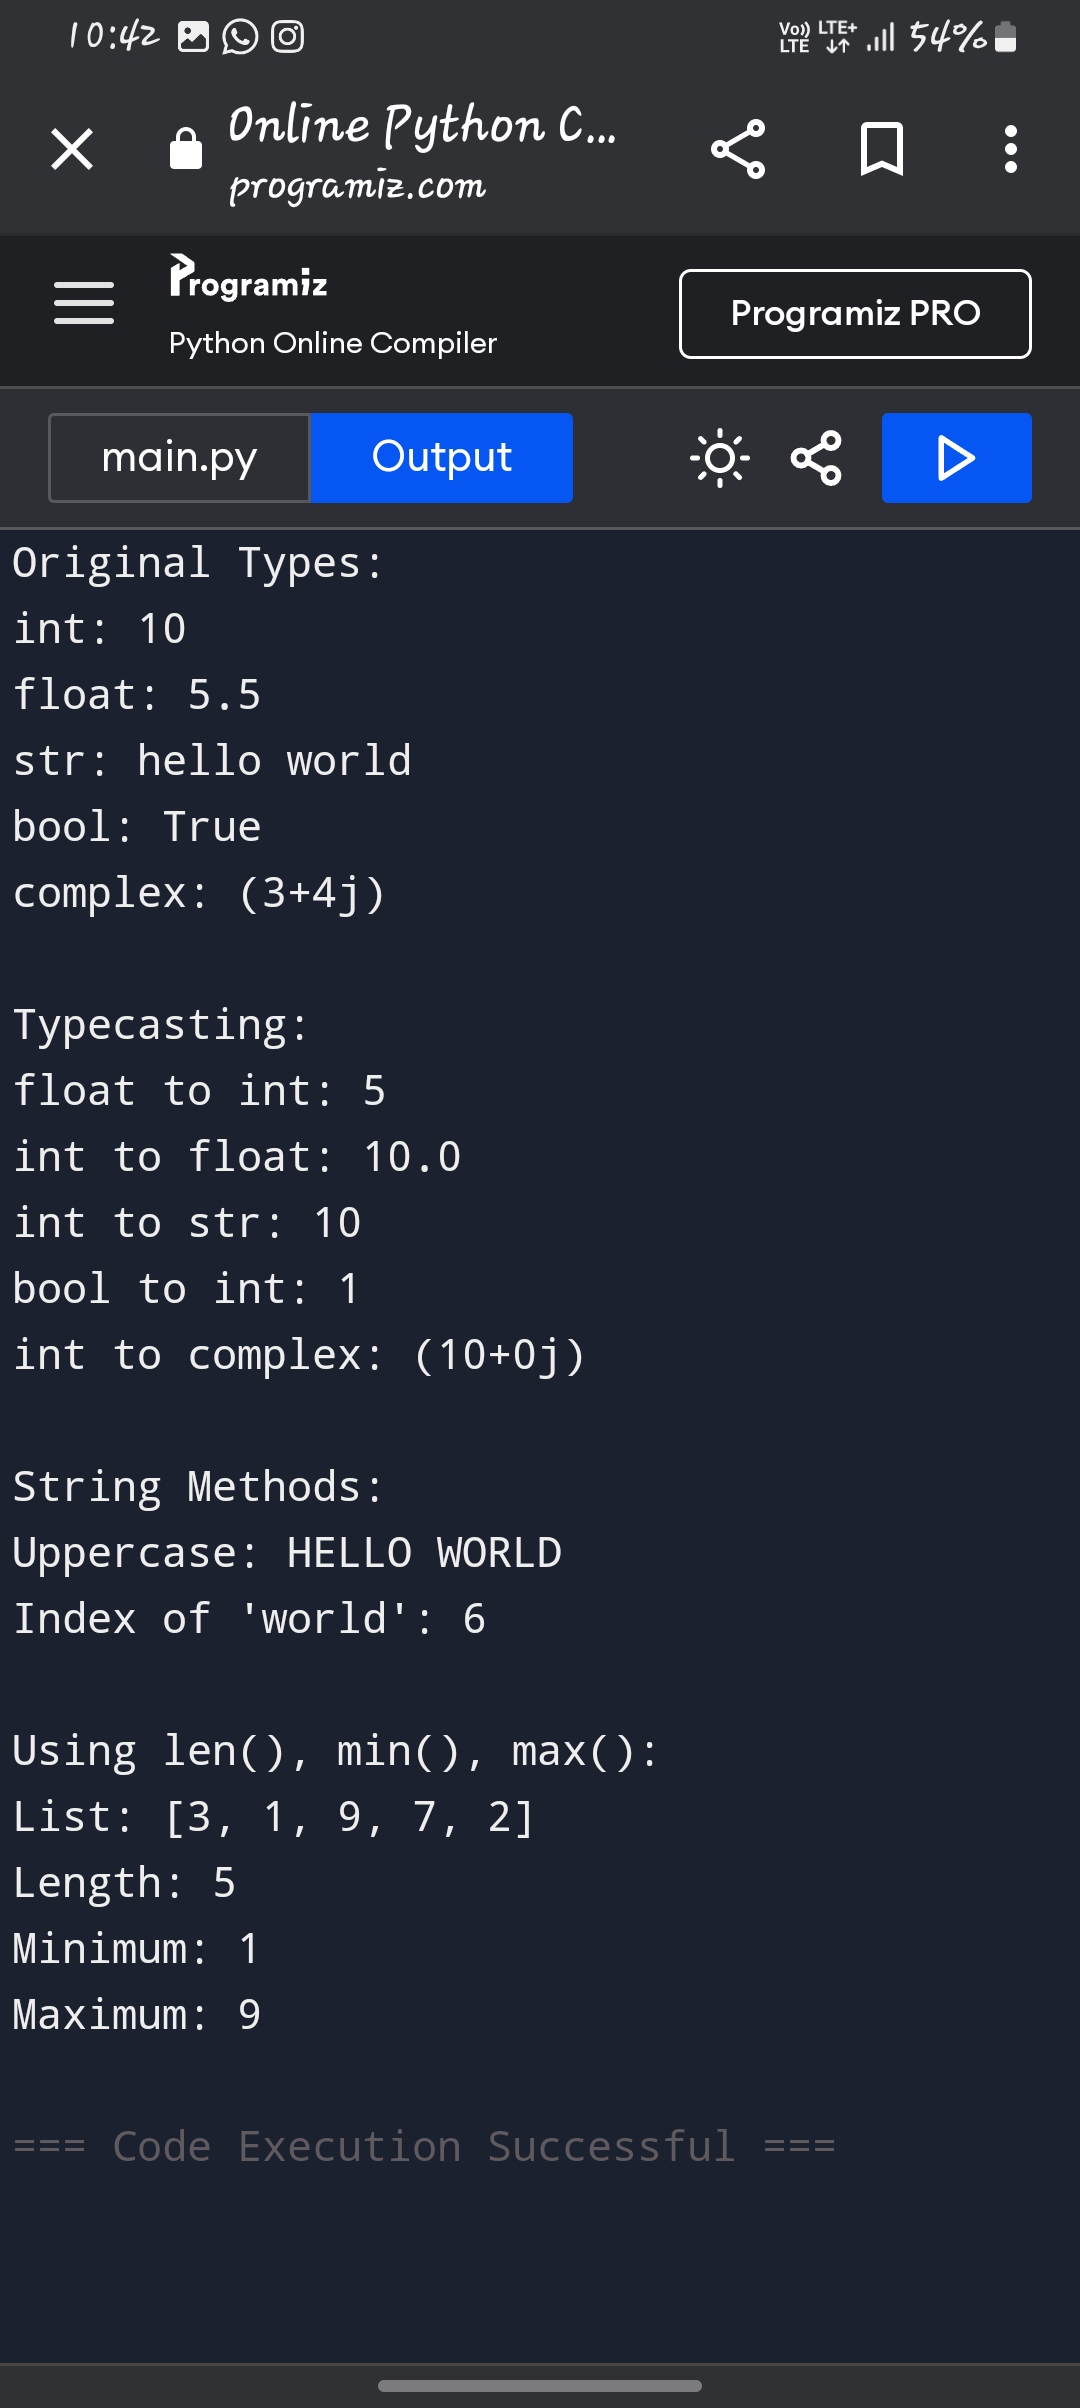 10:42 Vo)) LTE LTE+ 54%
Online Python C...
programiz.com
Programiz
Python Online Compiler
Programiz PRO
main.py Output
Original Types:
int: 10
float: 5.5
str: hello world
bool: True
complex: (3+4j)
Typecasting:
float to int: 5
int to float: 10.0
int to str: 10
bool to int: 1
int to complex: (10+0j)
String Methods:
Uppercase: HELLO WORLD
Index of 'world': 6
Using len(), min(), max():
List: [3, 1, 9, 7, 2]
Length: 5
Minimum: 1
Maximum: 9
=== Code Execution Successful ===